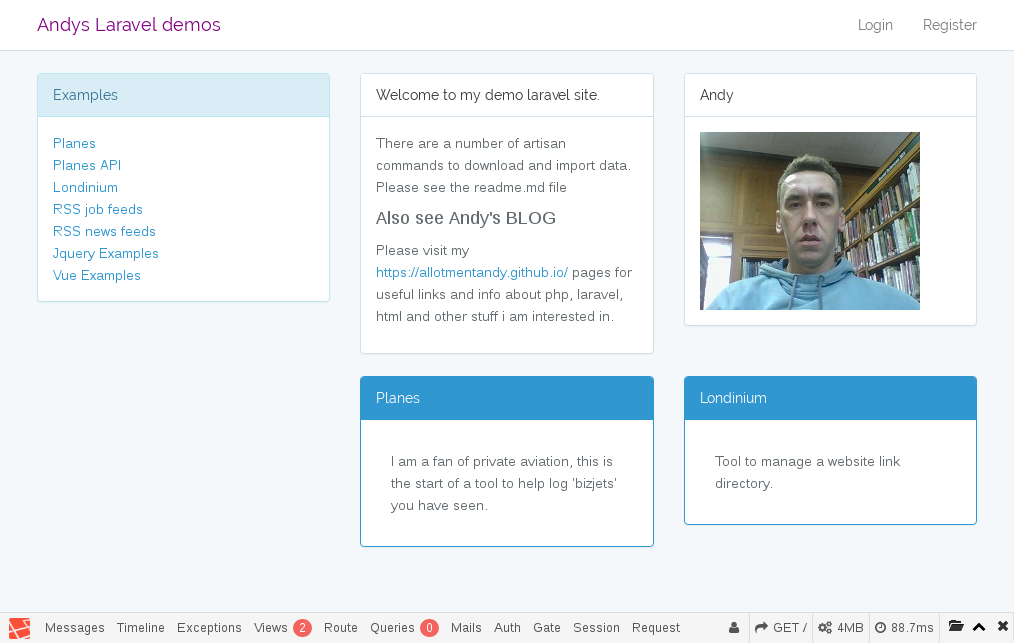 Andys Laravel demos
Login Register
Examples
Planes
Planes API
Londinium
RSS job feeds
RSS news feeds
Jquery Examples
Vue Examples
Welcome to my demo laravel site.
There are a number of artisan
commands to download and import data.
Please see the readme.md file
Also see Andy's BLOG
Please visit my
https://allotmentandy.github.io/ pages for
useful links and info about php, laravel,
html and other stuff i am interested in.
Andy
Planes
I am a fan of private aviation, this is
the start of a tool to help log 'bizjets'
you have seen.
Londinium
Tool to manage a website link
directory.
Messages Timeline Exceptions Views 2 Route Queries 0 Mails Auth Gate Session Request GET / 4MB 88.7ms